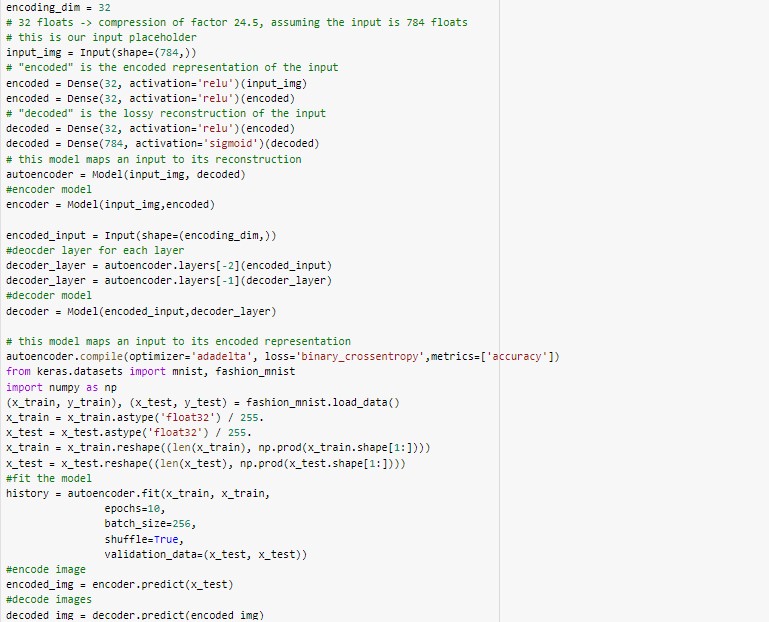 encoding_dim = 32
# 32 floats -> compression of factor 24.5, assuming the input is 784 floats
# this is our input placeholder
input_img = Input(shape=(784,))
# "encoded" is the encoded representation of the input
encoded = Dense(32, activation='relu')(input_img)
encoded = Dense(32, activation='relu')(encoded)
# "decoded" is the lossy reconstruction of the input
decoded = Dense(32, activation='relu')(encoded)
decoded = Dense(784, activation='sigmoid')(decoded)
# this model maps an input to its reconstruction
autoencoder = Model(input_img, decoded)
#encoder model
encoder = Model(input_img,encoded)

encoded_input = Input(shape=(encoding_dim,))
#deocder layer for each layer
decoder_layer = autoencoder.layers[-2](encoded_input)
decoder_layer = autoencoder.layers[-1](decoder_layer)
#decoder model
decoder = Model(encoded_input,decoder_layer)

# this model maps an input to its encoded representation
autoencoder.compile(optimizer='adadelta', loss='binary_crossentropy',metrics=['accuracy'])
from keras.datasets import mnist, fashion_mnist
import numpy as np
(x_train, y_train), (x_test, y_test) = fashion_mnist.load_data()
x_train = x_train.astype('float32') / 255.
x_test = x_test.astype('float32') / 255.
x_train = x_train.reshape((len(x_train), np.prod(x_train.shape[1:])))
x_test = x_test.reshape((len(x_test), np.prod(x_test.shape[1:])))
#fit the model
history = autoencoder.fit(x_train, x_train,
                epochs=10,
                batch_size=256,
                shuffle=True,
                validation_data=(x_test, x_test))
#encode image
encoded_img = encoder.predict(x_test)
#decode images
decoded_img = decoder.predict(encoded_img)